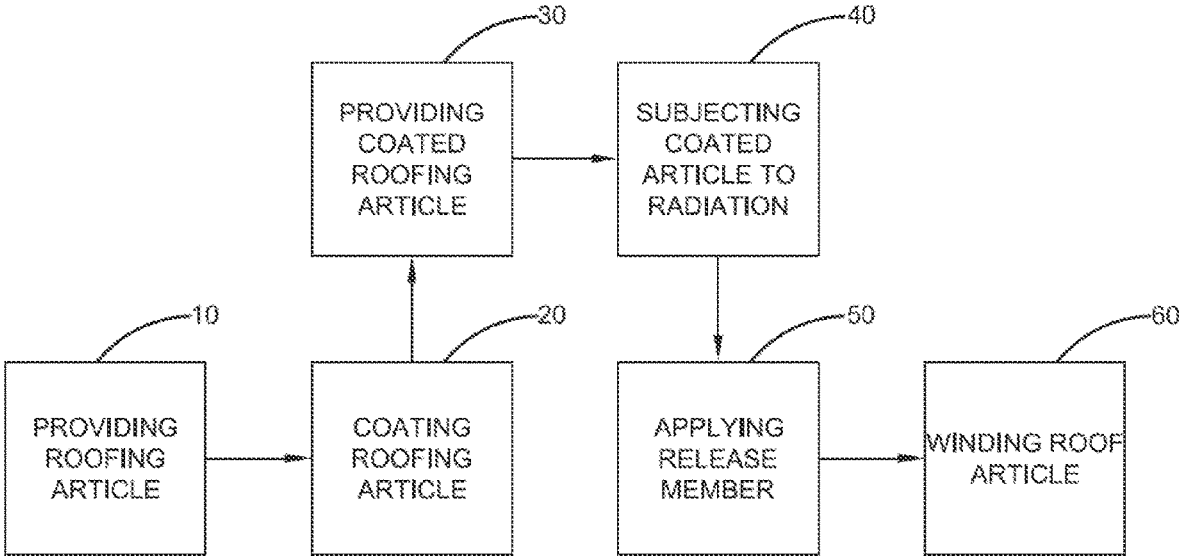 30
PROVIDING
COATED
ROOFING
ARTICLE
40
SUBJECTING
COATED
ARTICLE TO
RADIATION
10
PROVIDING
ROOFING
ARTICLE
20
COATING
ROOFING
ARTICLE
50
APPLYING
RELEASE
MEMBER
60
WINDING ROOF
ARTICLE